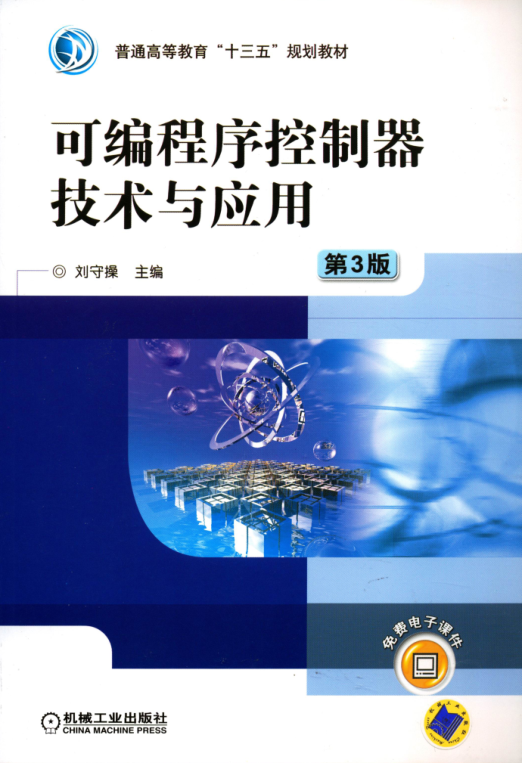 普通高等教育“十三五”规划教材
可编程序控制器
技术与应用
第3版
◎ 刘守操 主编
免费电子课件
机械工业出版社
CHINA MACHINE PRESS